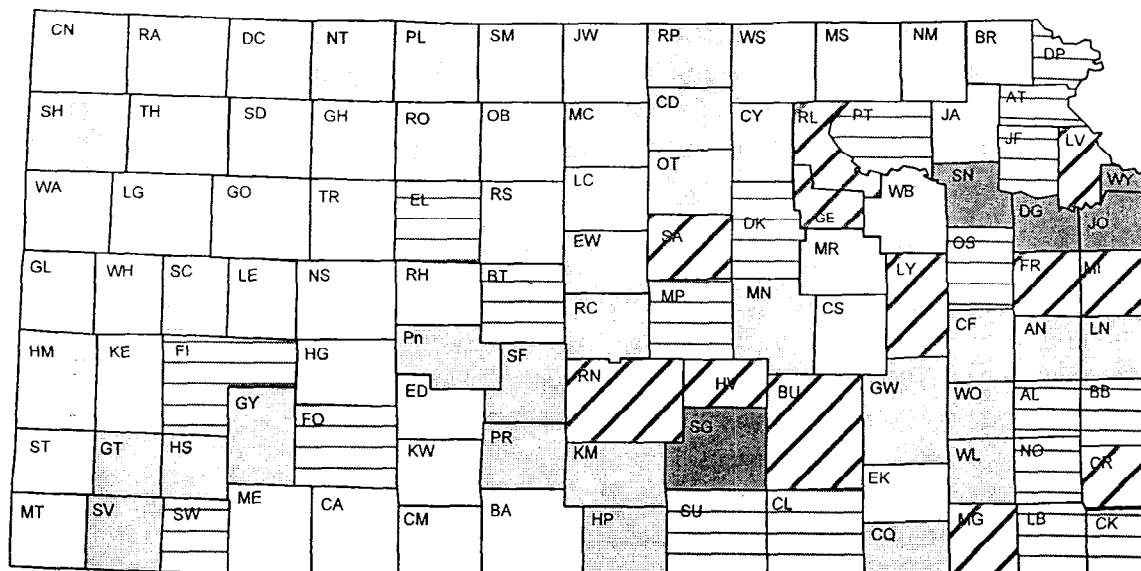 CN RA DC NT PL SM JW RP WS MS NM BR DP
SH TH SD GH RO OB MC CD CY RL PT JA AT
OT JF LV
WA LG GO TR EL RS LC SN WY
SA DK GE WB DG JO
GL WH SC LE NS RH BT EW MR LY OS FR MI
HM KE FI HG Pn SF RC MP MN CS CF AN LN
GY ED RN HV BU GW WO AL BB
ST GT HS FO KW PR KM SG EK WL NO CR
MT SV SW ME CA CM BA HP SU CL CQ MG LB CK